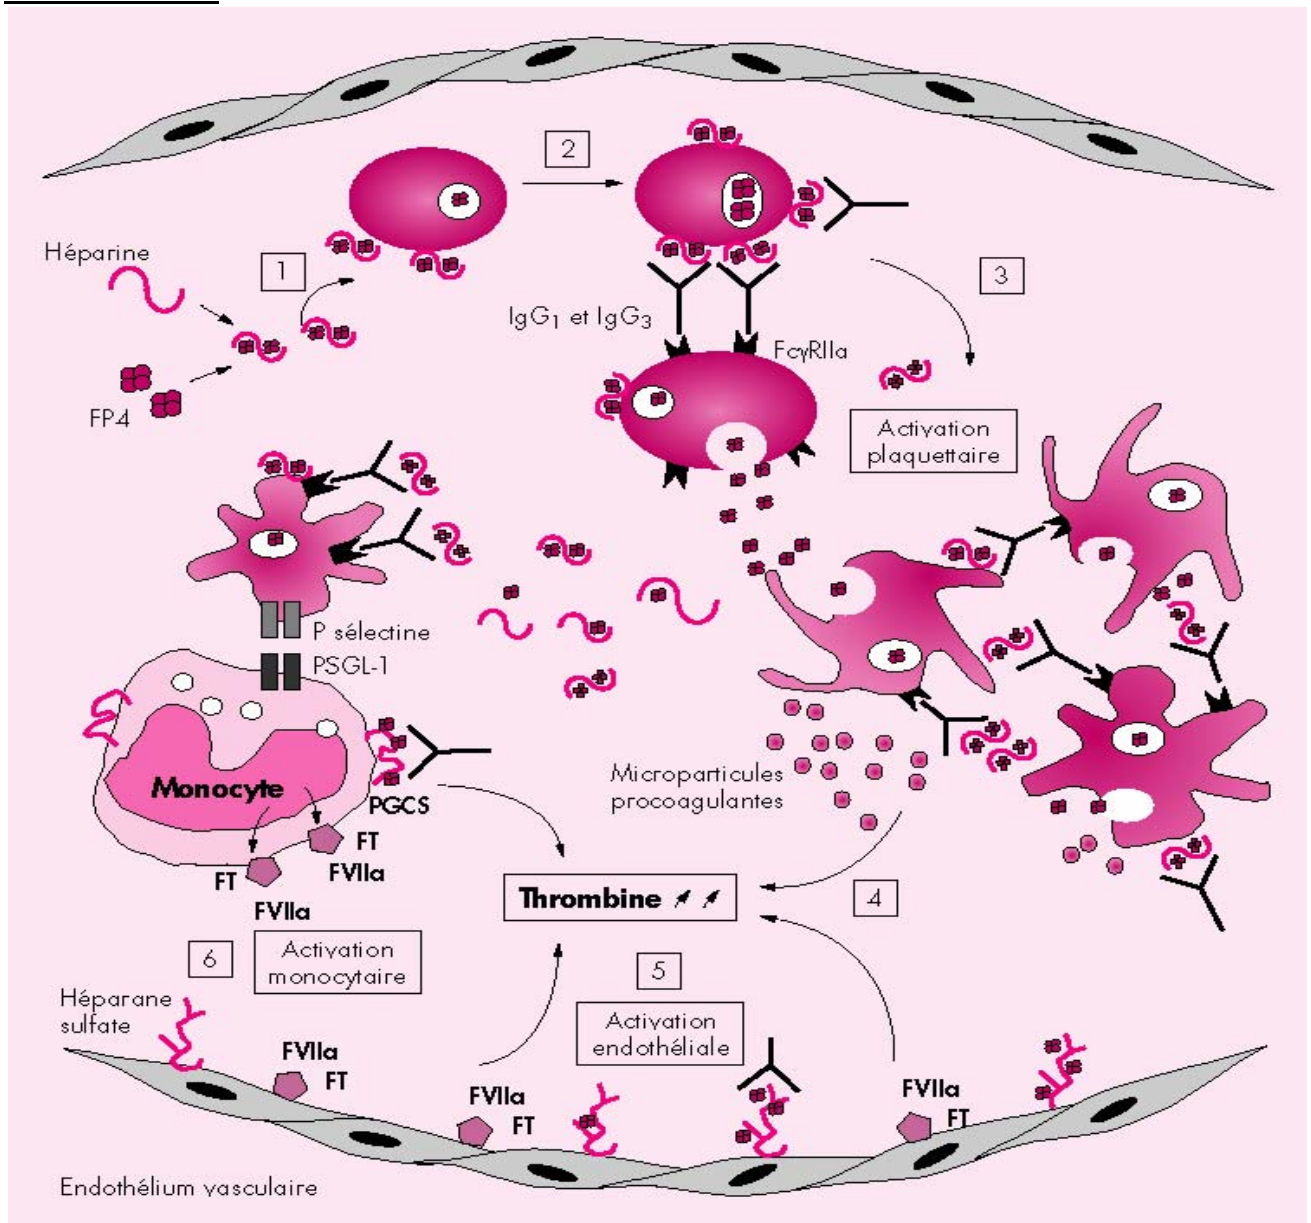 2
Héparine
1
3
IgG1 et IgG3
FcγRIIa
FP4
Activation
plaquettaire
P sélectine
PSGL-1
Monocyte
Microparticules
procoagulantes
PGCS
FT
FVIIa
FT
FVIIa
Thrombine
4
6
Activation
monocytaire
5
Héparane
sulfate
Activation
endothéliale
FVIIa
FT
FVIIa
FT
FVIIa
FT
Endothélium vasculaire